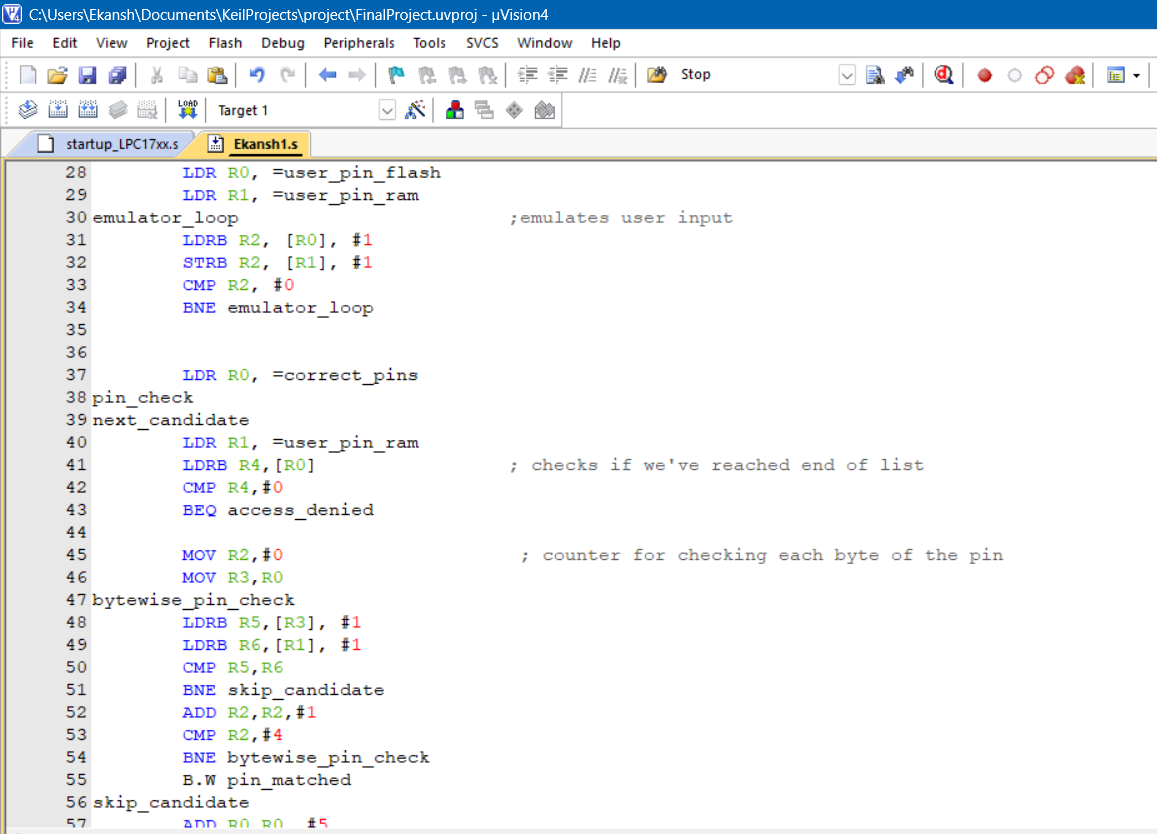 C:\Users\Ekansh\Documents\KeilProjects\project\FinalProject.uvproj - µVision4
File Edit View Project Flash Debug Peripherals Tools SVCS Window Help
Stop
LOAD Target 1
startup_LPC17xx.s Ekansh1.s
28 LDR R0, =user_pin_flash
29 LDR R1, =user_pin_ram
30 emulator_loop ;emulates user input
31 LDRB R2, [R0], #1
32 STRB R2, [R1], #1
33 CMP R2, #0
34 BNE emulator_loop
35
36
37 LDR R0, =correct_pins
38 pin_check
39 next_candidate
40 LDR R1, =user_pin_ram
41 LDRB R4,[R0] ; checks if we've reached end of list
42 CMP R4,#0
43 BEQ access_denied
44
45 MOV R2,#0 ; counter for checking each byte of the pin
46 MOV R3,R0
47 bytewise_pin_check
48 LDRB R5,[R3], #1
49 LDRB R6,[R1], #1
50 CMP R5,R6
51 BNE skip_candidate
52 ADD R2,R2,#1
53 CMP R2,#4
54 BNE bytewise_pin_check
55 B.W pin_matched
56 skip_candidate
57 ADD R0,R0, #5